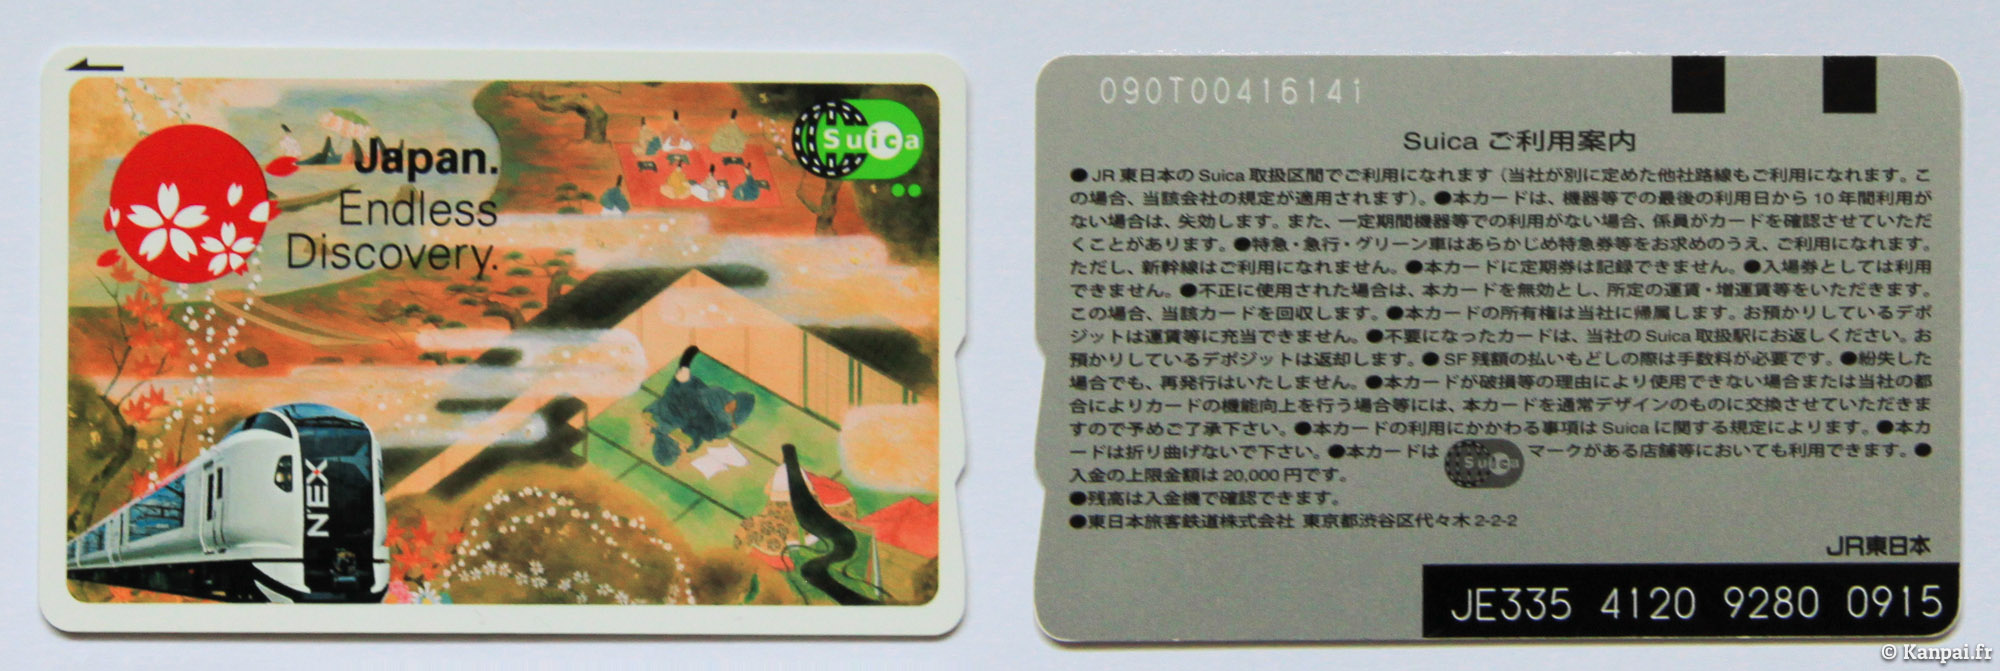 Japan.
Endless
Discovery.
Suica
N'EX
090T00416141
Suica ご利用案内
●JR東日本のSuica取扱区間でご利用になれます(当社が別に定めた他社路線もご利用になれます。こ
の場合、当該会社の規定が適用されます)。●本カードは、機器等での最後の利用日から10年間利用が
ない場合は、失効します。また、一定期間機器等での利用がない場合、係員がカードを確認させていただ
くことがあります。●特急・急行・グリーン車はあらかじめ特急券等をお求めのうえ、ご利用になれます。
ただし、新幹線はご利用になれません。●本カードに定期券は記録できません。●入場券としては利用
できません。●不正に使用された場合は、本カードを無効とし、所定の運賃・増運賃等をいただきます。
この場合、当該カードを回収します。●本カードの所有権は当社に帰属します。お預かりしているデポ
ジットは運賃等に充当できません。●不要になったカードは、当社のSuica取扱駅にお返しください。お
預かりしているデポジットは返却します。●SF残額の払いもどしの際は手数料が必要です。●紛失した
場合でも、再発行はいたしません。●本カードが破損等の理由により使用できない場合または当社の都
合によりカードの機能向上を行う場合等には、本カードを通常デザインのものに交換させていただきま
すので予めご了承下さい。●本カードの利用にかかわる事項はSuicaに関する規定によります。●本カ
ードは折り曲げないで下さい。●本カードは Suica マークがある店舗等においても利用できます。●
入金の上限金額は20,000円です。
●残高は入金機で確認できます。
●東日本旅客鉄道株式会社 東京都渋谷区代々木2-2-2
JR東日本
JE335 4120 9280 0915
© Kanpai.fr